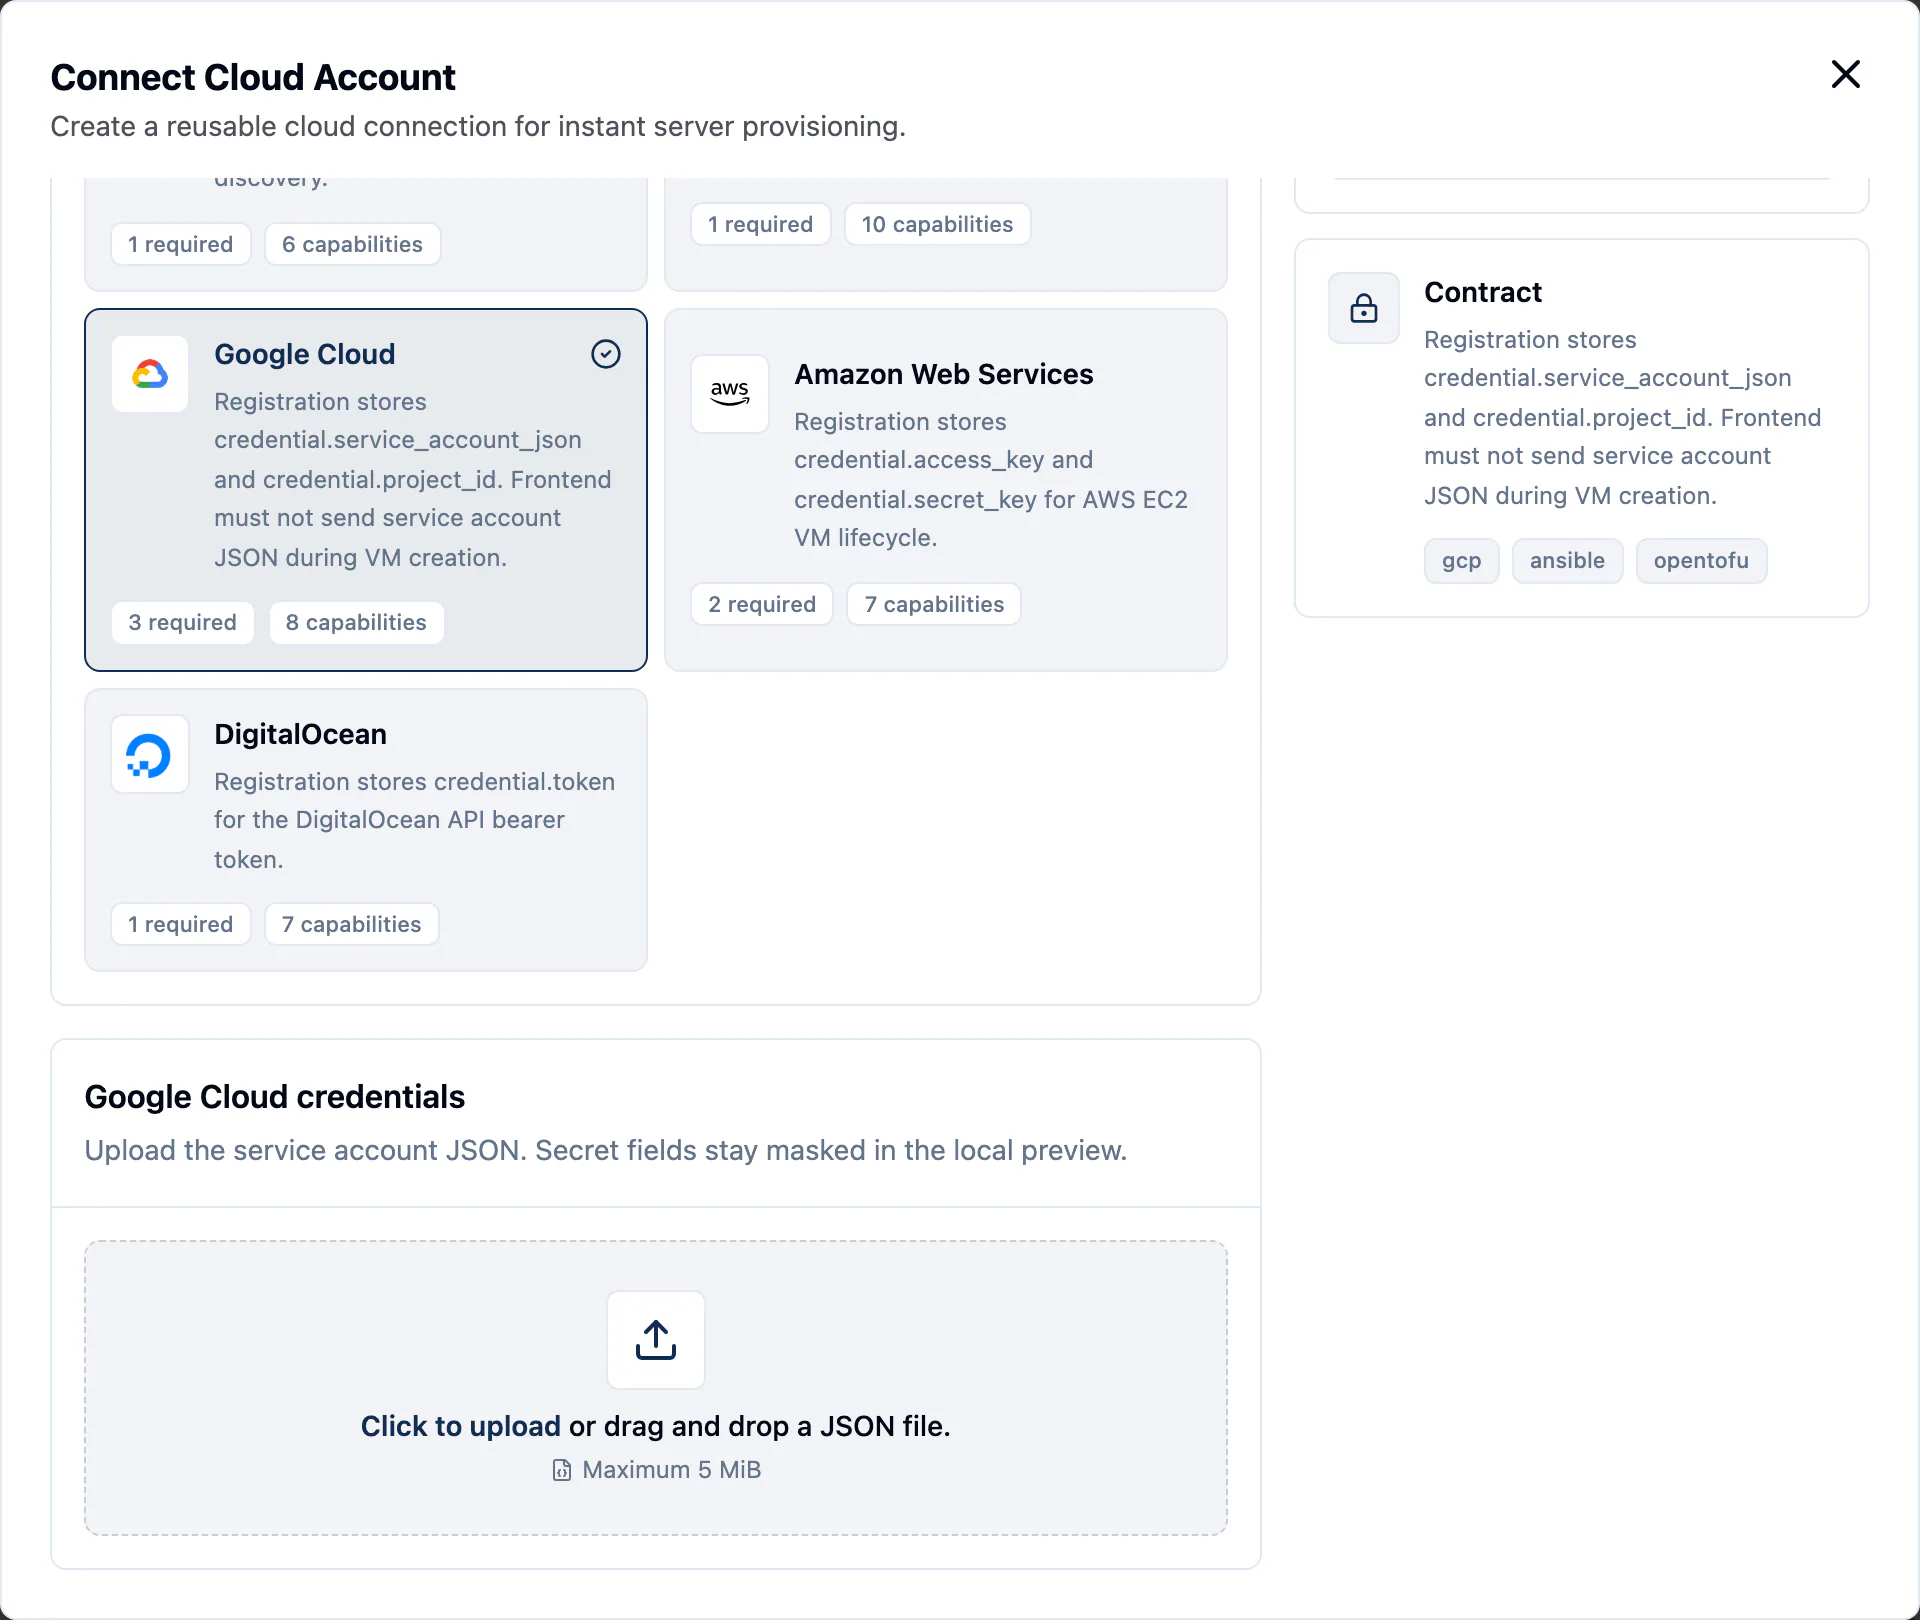 Connect Cloud Account
Create a reusable cloud connection for instant server provisioning.
discovery.
1 required
6 capabilities
1 required
10 capabilities
Google Cloud
Registration stores
credential.service_account_json
and credential.project_id. Frontend
must not send service account
JSON during VM creation.
3 required
8 capabilities
aws
Amazon Web Services
Registration stores
credential.access_key and
credential.secret_key for AWS EC2
VM lifecycle.
2 required
7 capabilities
DigitalOcean
Registration stores credential.token
for the DigitalOcean API bearer
token.
1 required
7 capabilities
Contract
Registration stores
credential.service_account_json
and credential.project_id. Frontend
must not send service account
JSON during VM creation.
gcp
ansible
opentofu
Google Cloud credentials
Upload the service account JSON. Secret fields stay masked in the local preview.
Click to upload or drag and drop a JSON file.
Maximum 5 MiB